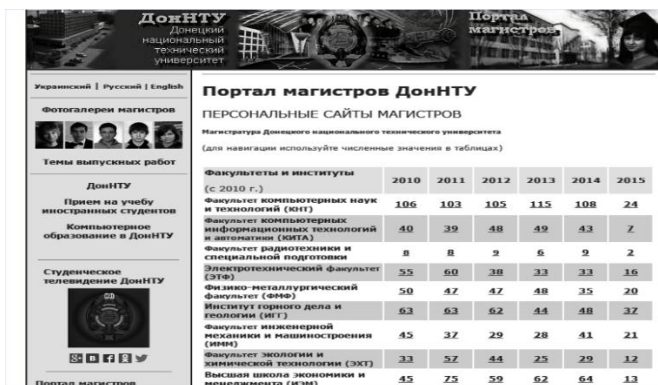 ДонНТУ
Донецкий
национальный
технический
университет
Портал
магистров
Украинский | Русский | English
Фотогалереи магистров
Темы выпускных работ
ДонНТУ
Прием на учебу
иностранных студентов
Компьютерное
образование в ДонНТУ
Студенческое
телевидение ДонНТУ
Портал магистров
Портал магистров ДонНТУ
ПЕРСОНАЛЬНЫЕ САЙТЫ МАГИСТРОВ
Магистратура Донецкого национального технического университета
(для навигации используйте численные значения в таблицах)
Факультеты и институты
(с 2010 г.) 2010 2011 2012 2013 2014 2015
Факультет компьютерных наук
и технологий (КНТ) 106 103 105 115 108 24
Факультет компьютерных
информационных технологий
и автоматики (КИТА) 40 39 48 49 43 7
Факультет радиотехники и
специальной подготовки 8 8 9 6 9 2
Электротехнический факультет
(ЭТФ) 55 60 38 33 33 16
Физико-металлургический
факультет (ФМФ) 50 47 47 48 35 20
Институт горного дела и
геологии (ИГГ) 63 63 62 44 48 37
Факультет инженерной
механики и машиностроения
(ИММ) 45 37 29 28 41 21
Факультет экологии и
химической технологии (ЭХТ) 33 57 44 25 29 12
Высшая школа экономики и
менеджмента (ИЭМ) 45 75 59 62 64 13